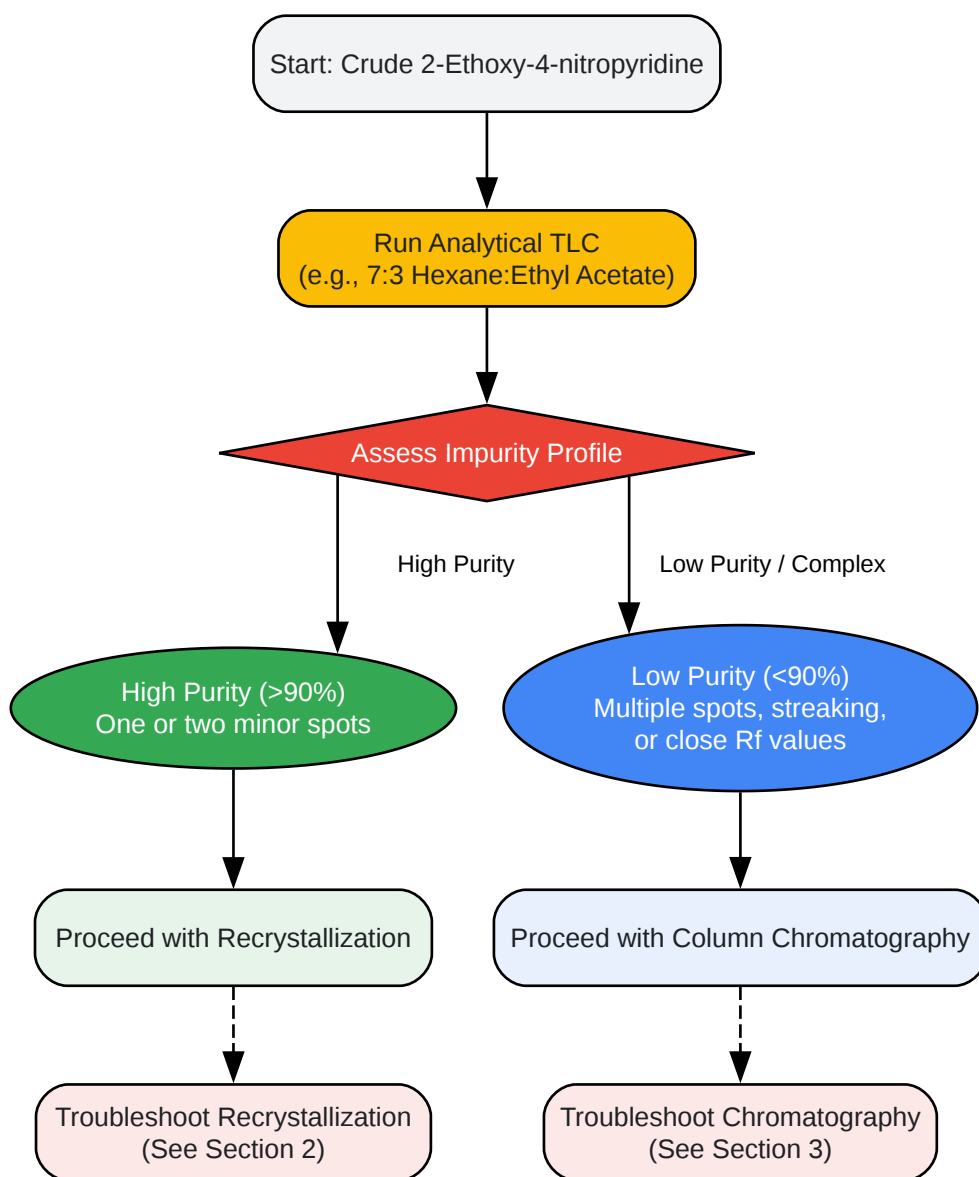 Start: Crude 2-Ethoxy-4-nitropyridine
Run Analytical TLC
(e.g., 7:3 Hexane:Ethyl Acetate)
Assess Impurity Profile
High Purity
Low Purity / Complex
High Purity (>90%)
One or two minor spots
Low Purity (<90%)
Multiple spots, streaking,
or close Rf values
Proceed with Recrystallization
Proceed with Column Chromatography
Troubleshoot Recrystallization
(See Section 2)
Troubleshoot Chromatography
(See Section 3)